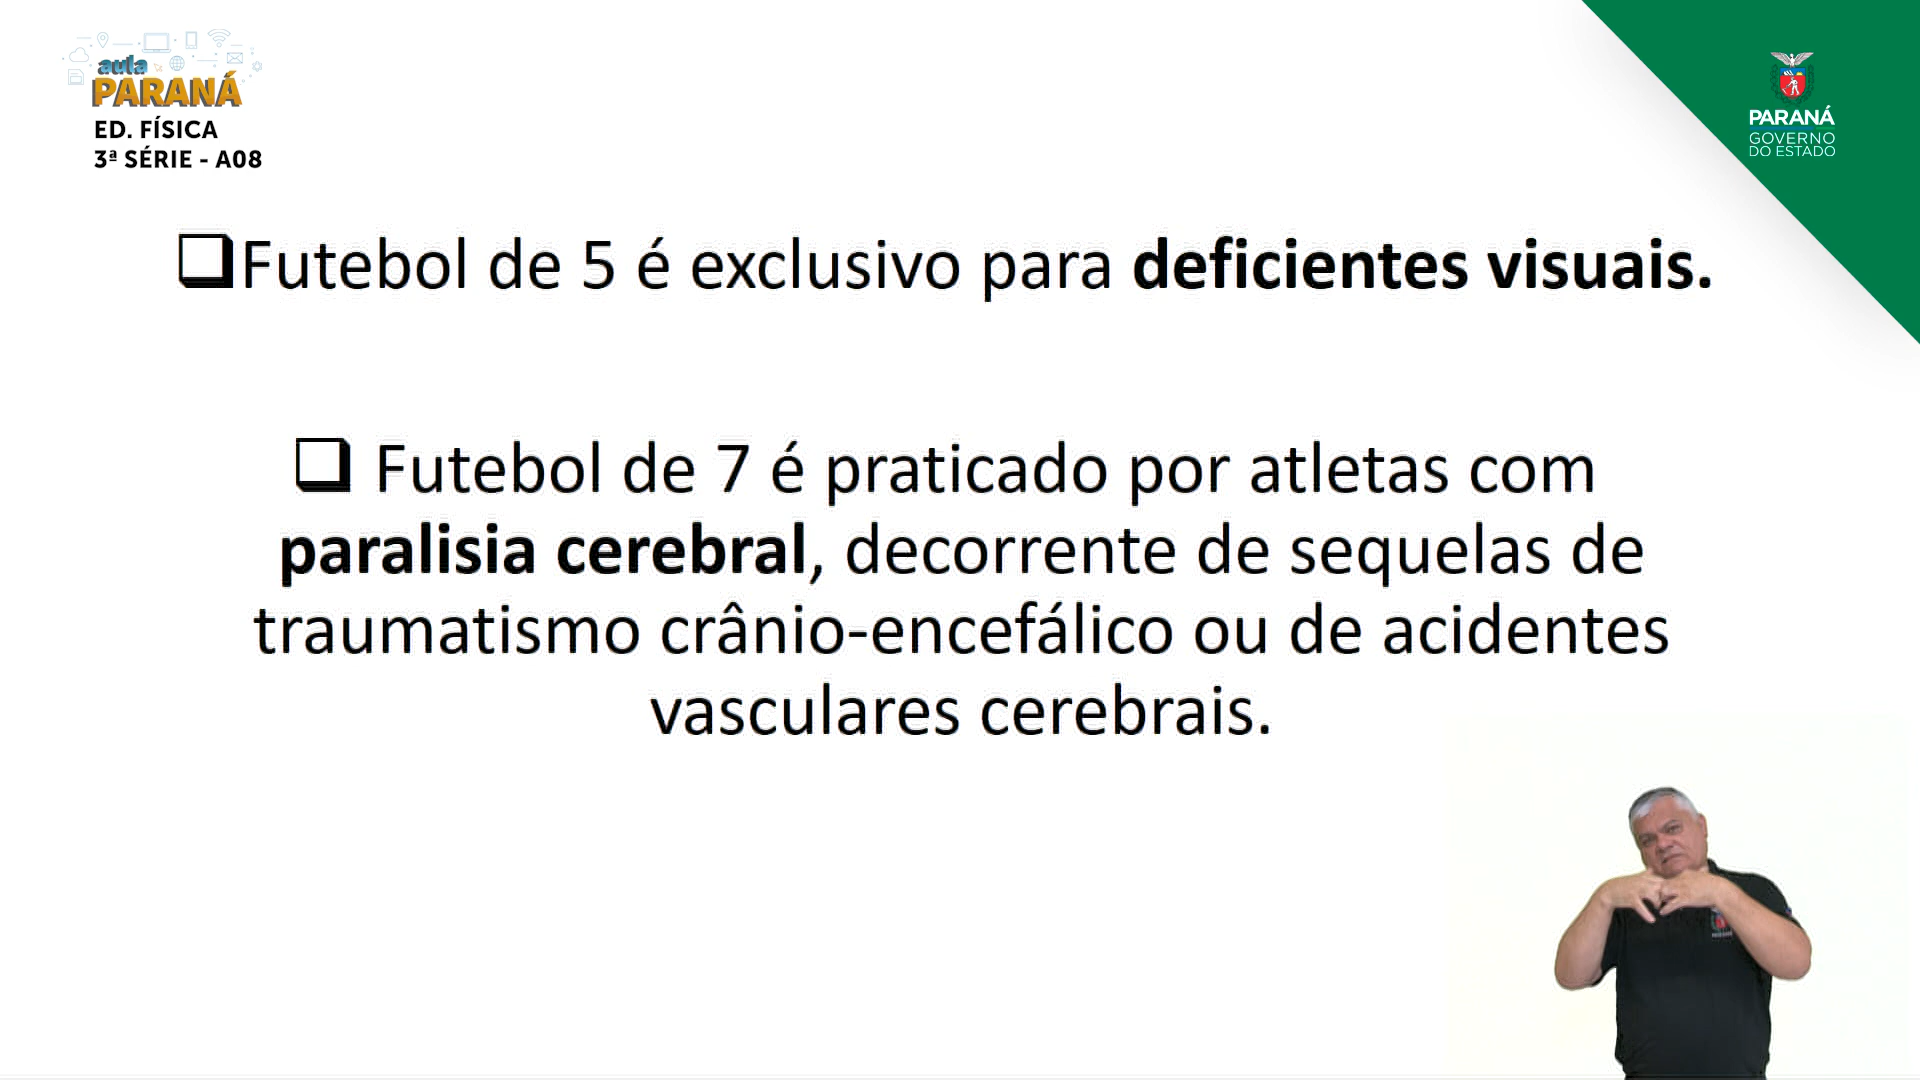 aula
PARANÁ
ED. FÍSICA
3ª SÉRIE - A08
PARANÁ
GOVERNO
DO ESTADO
❑Futebol de 5 é exclusivo para deficientes visuais.
❑ Futebol de 7 é praticado por atletas com
paralisia cerebral, decorrente de sequelas de
traumatismo crânio-encefálico ou de acidentes
vasculares cerebrais.